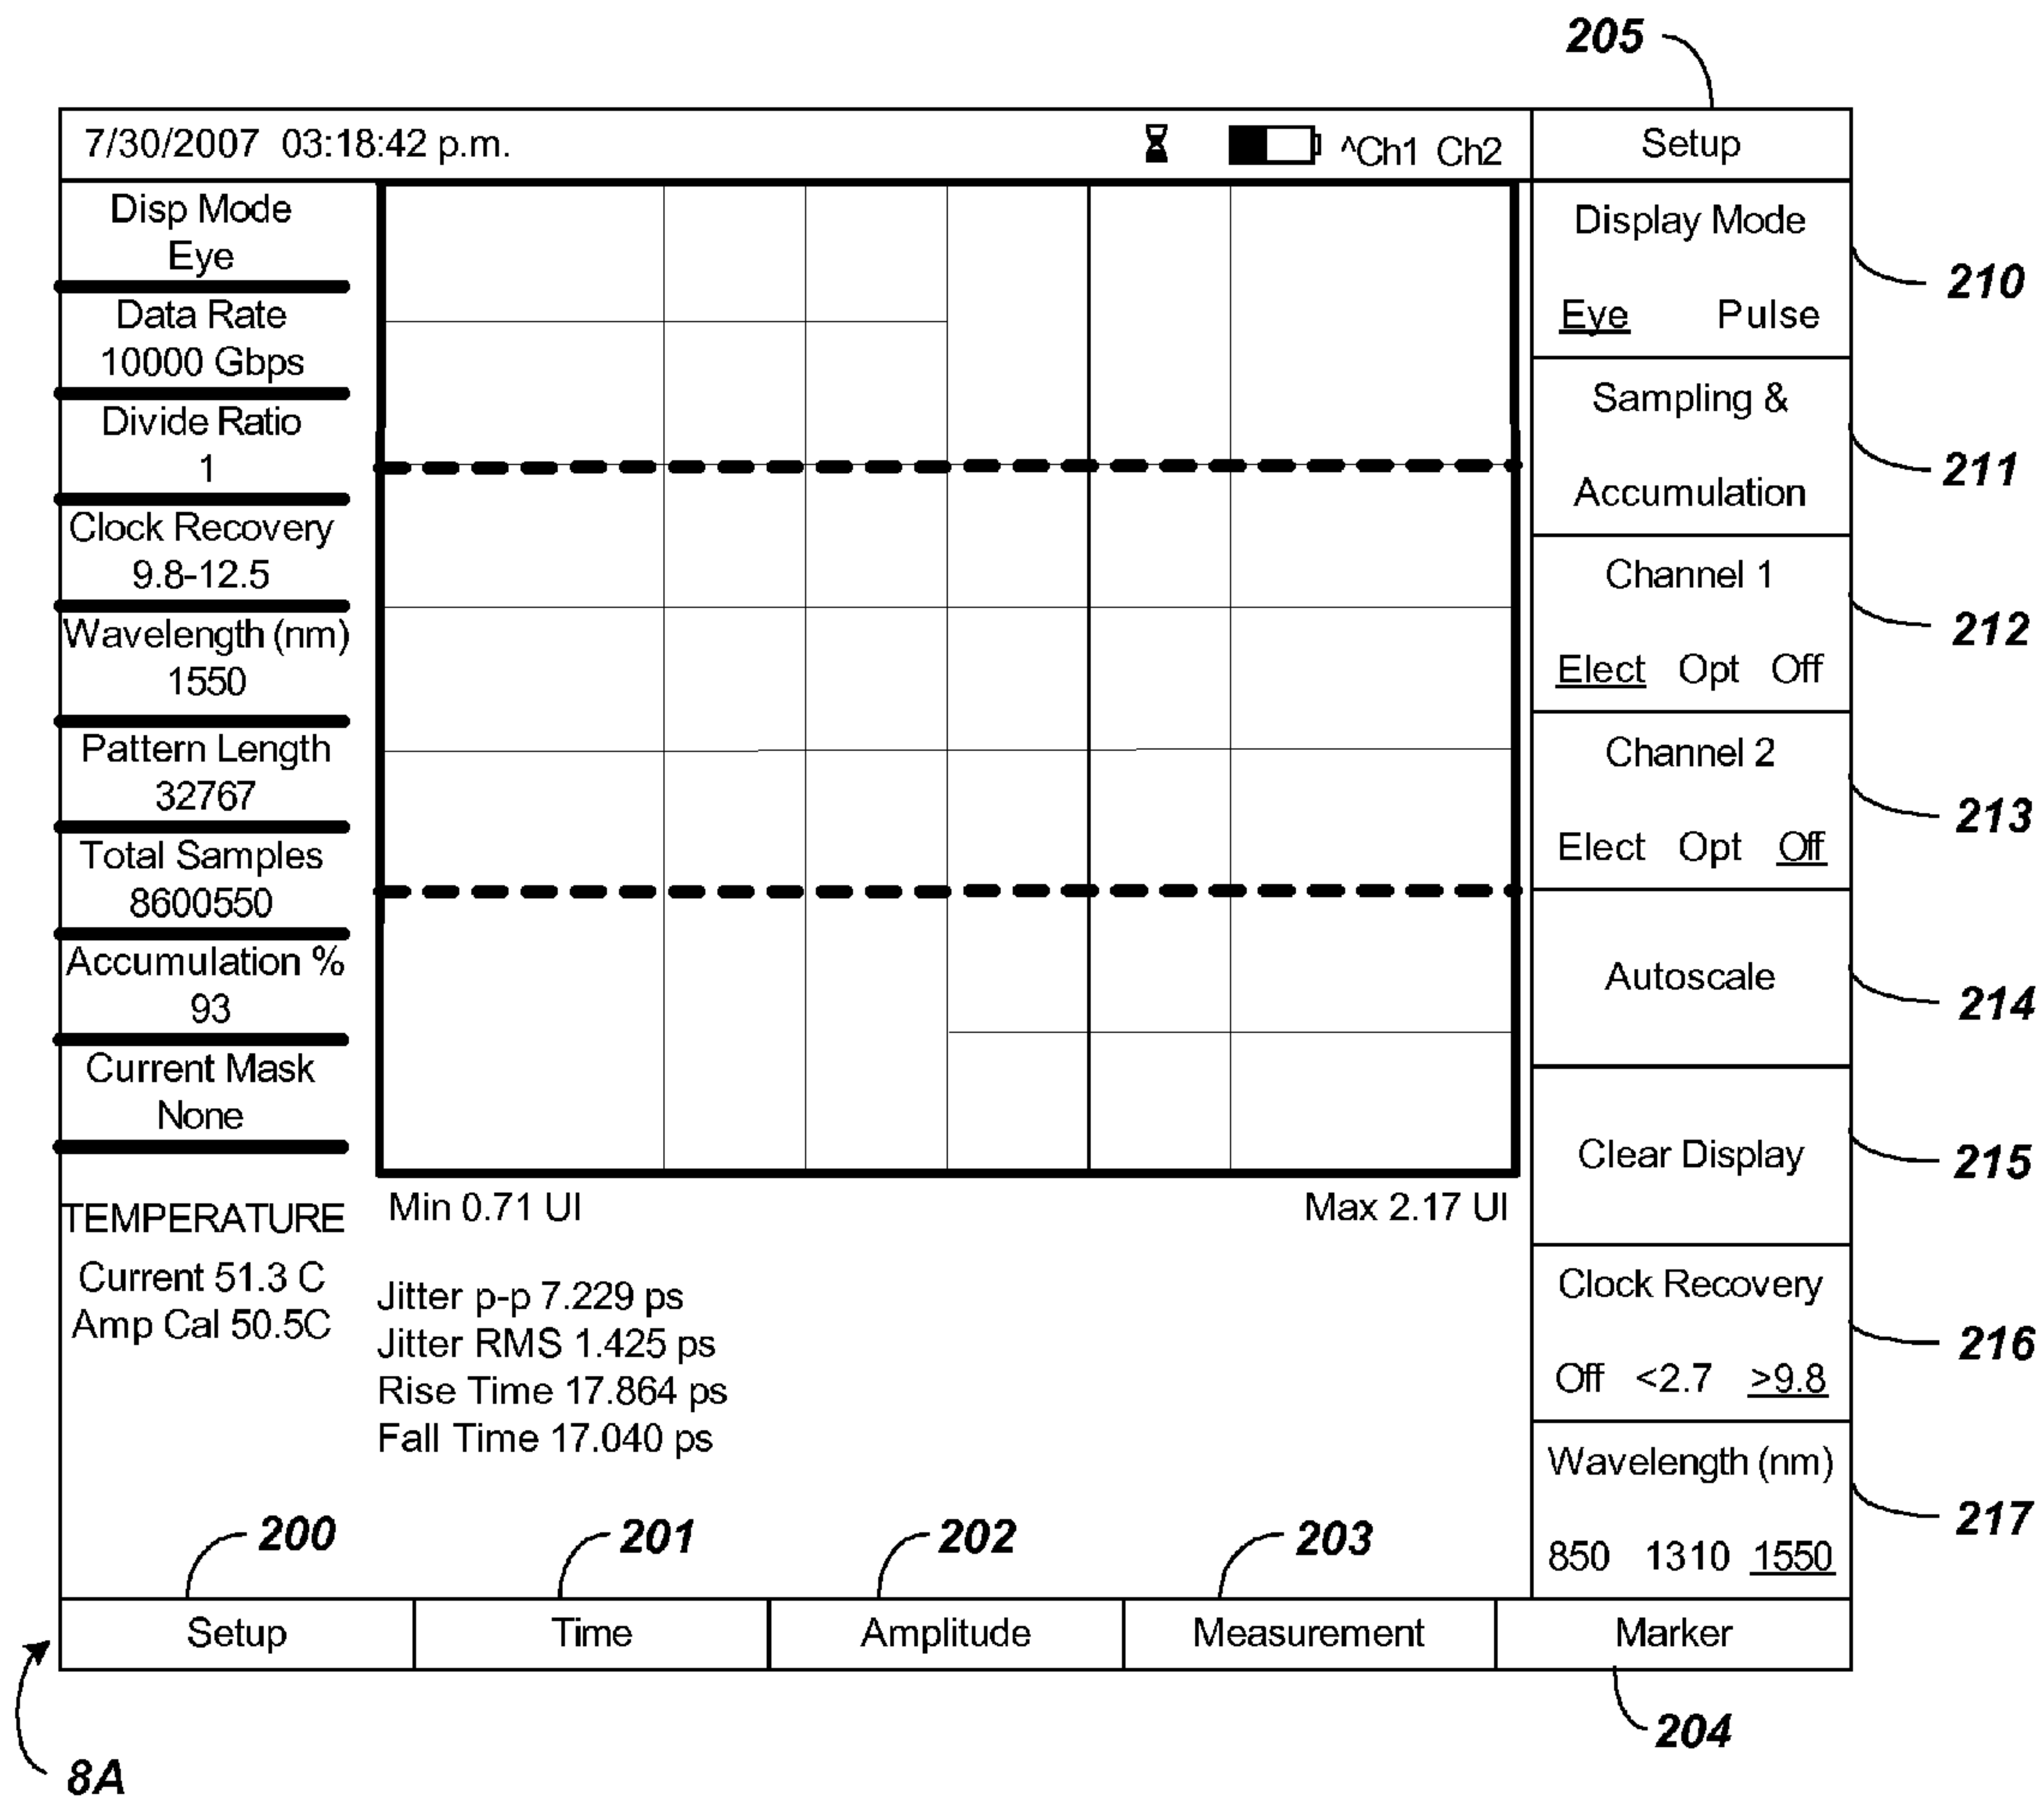 205
7/30/2007 03:18:42 p.m.
^Ch1 Ch2
Setup
Disp Mode
Eye
Data Rate
10000 Gbps
Divide Ratio
1
Clock Recovery
9.8-12.5
Wavelength (nm)
1550
Pattern Length
32767
Total Samples
8600550
Accumulation %
93
Current Mask
None
TEMPERATURE
Current 51.3 C
Amp Cal 50.5C
Min 0.71 UI
Max 2.17 UI
Jitter p-p 7.229 ps
Jitter RMS 1.425 ps
Rise Time 17.864 ps
Fall Time 17.040 ps
Display Mode
Eye Pulse
210
Sampling &
Accumulation
211
Channel 1
Elect Opt Off
212
Channel 2
Elect Opt Off
213
Autoscale
214
Clear Display
215
Clock Recovery
Off <2.7 >9.8
216
Wavelength (nm)
850 1310 1550
217
200
201
202
203
Setup
Time
Amplitude
Measurement
Marker
204
8A